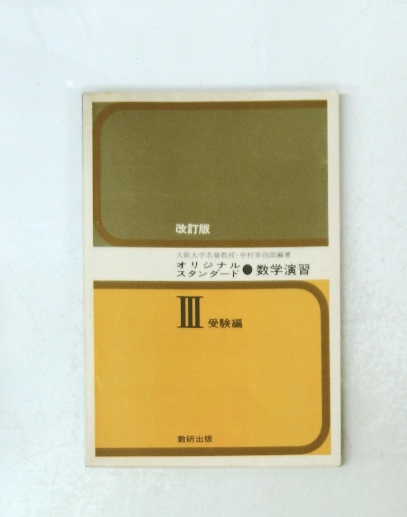 改訂版
大阪大学名誉教授・中村幸四郎編著
オリジナル
スタンダード●数学演習
III 受験編
数研出版